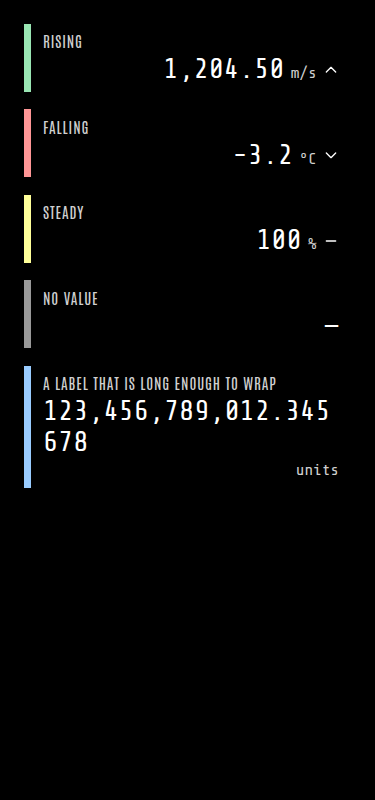 RISING
1,204.50 m/s
FALLING
-3.2 °C
STEADY
100 % –
NO VALUE
—
A LABEL THAT IS LONG ENOUGH TO WRAP
123,456,789,012.345
678
units